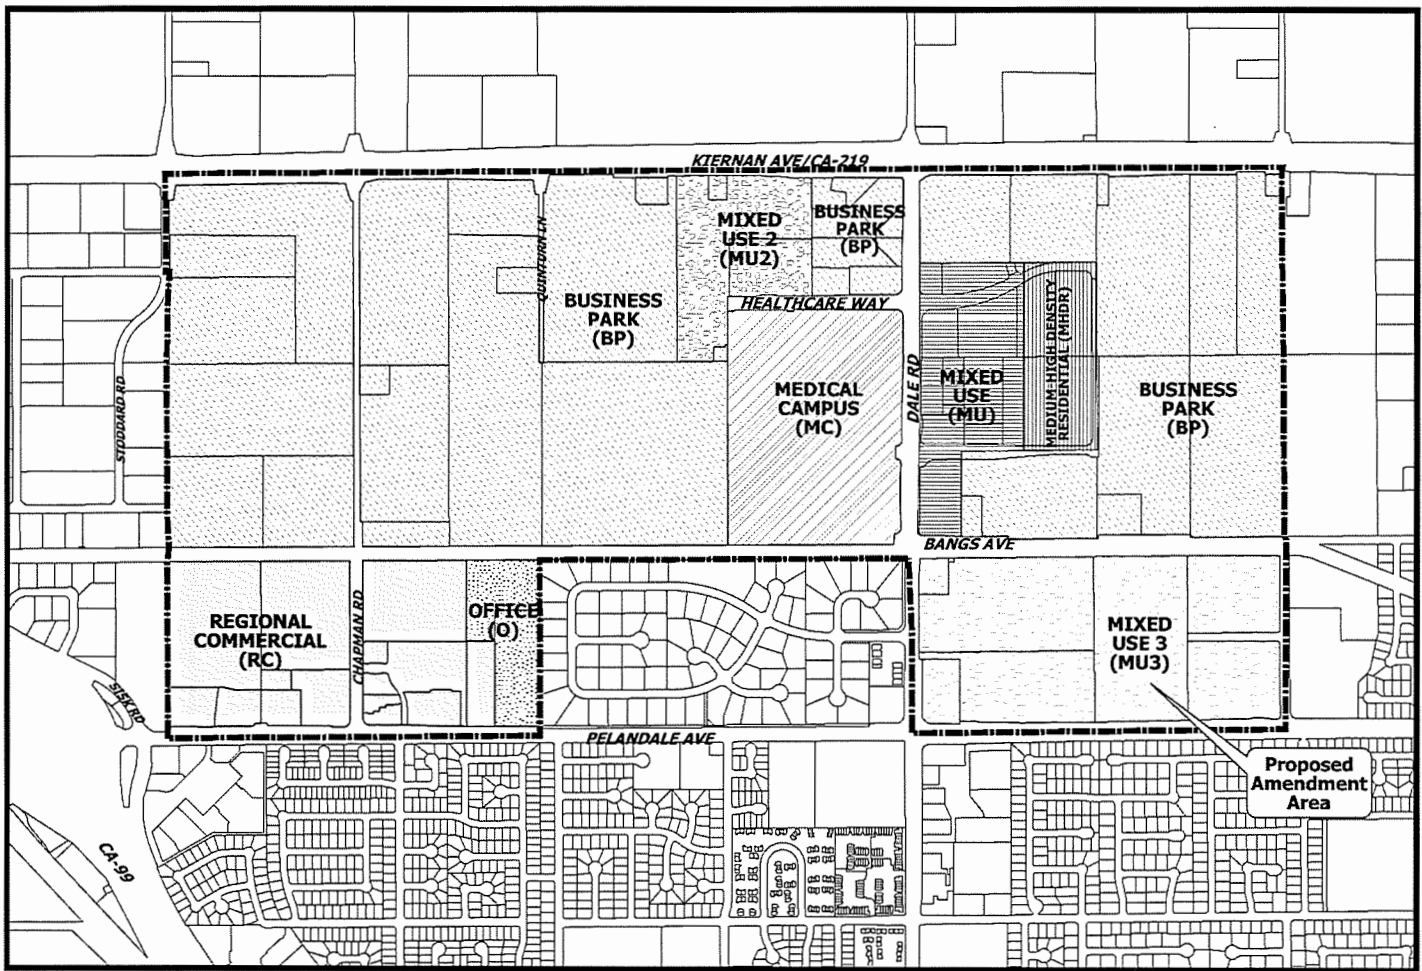 KIERNAN AVE/CA-219
MIXED
USE 2
(MU2)
BUSINESS
PARK
(BP)
QUINTURN LN
BUSINESS
PARK
(BP)
HEALTHCARE WAY
STODDARD RD
MEDICAL
CAMPUS
(MC)
DALE RD
MIXED
USE
(MU)
MEDIUM-HIGH DENSITY
RESIDENTIAL (MHDR)
BUSINESS
PARK
(BP)
BANGS AVE
REGIONAL
COMMERCIAL
(RC)
CHAPMAN RD
OFFICE
(O)
MIXED
USE 3
(MU3)
SISK RD
PELANDALE AVE
Proposed
Amendment
Area
CA-99